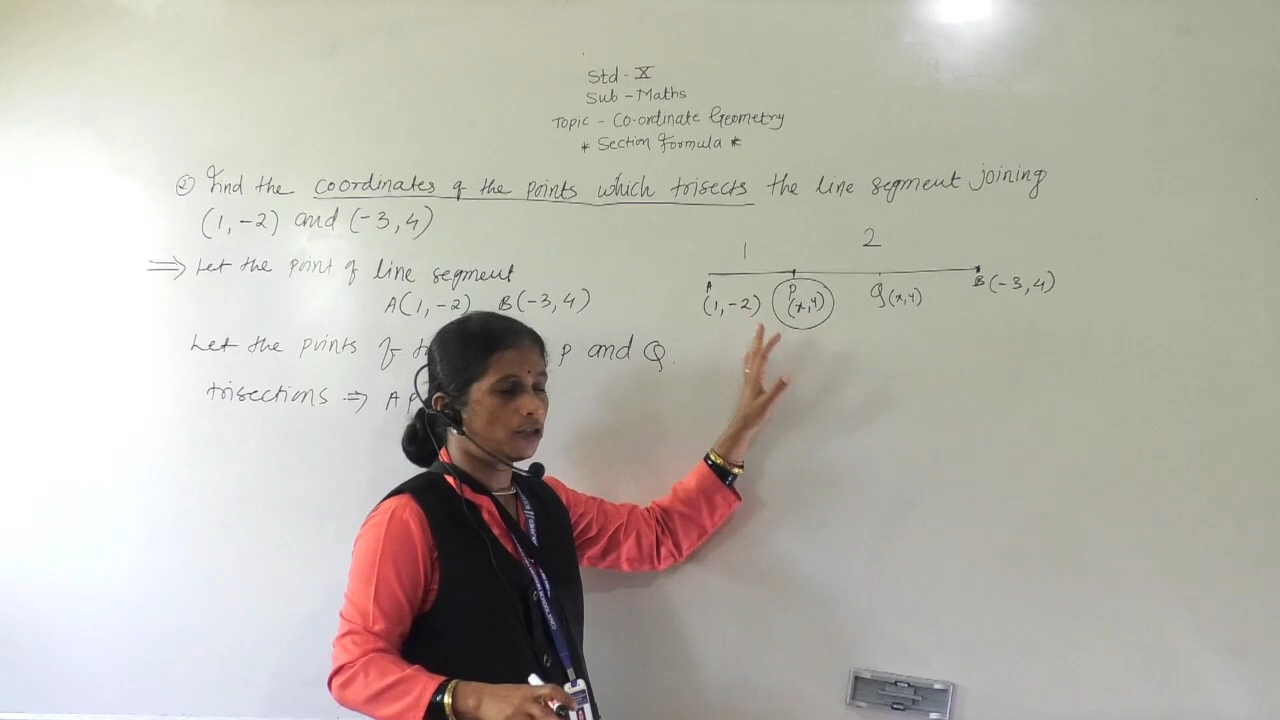 Std - X
Sub - Maths
Topic - Co-ordinate Geometry
* Section Formula *
② Find the coordinates of the points which trisects the line segment joining
(1, -2) and (-3, 4)
⇒ Let the point of line segment
A(1, -2) B(-3, 4)
1 2
A P Q B(-3, 4)
(1, -2) (x, y) (x, y)
Let the points of P and Q.
trisections ⇒ AP